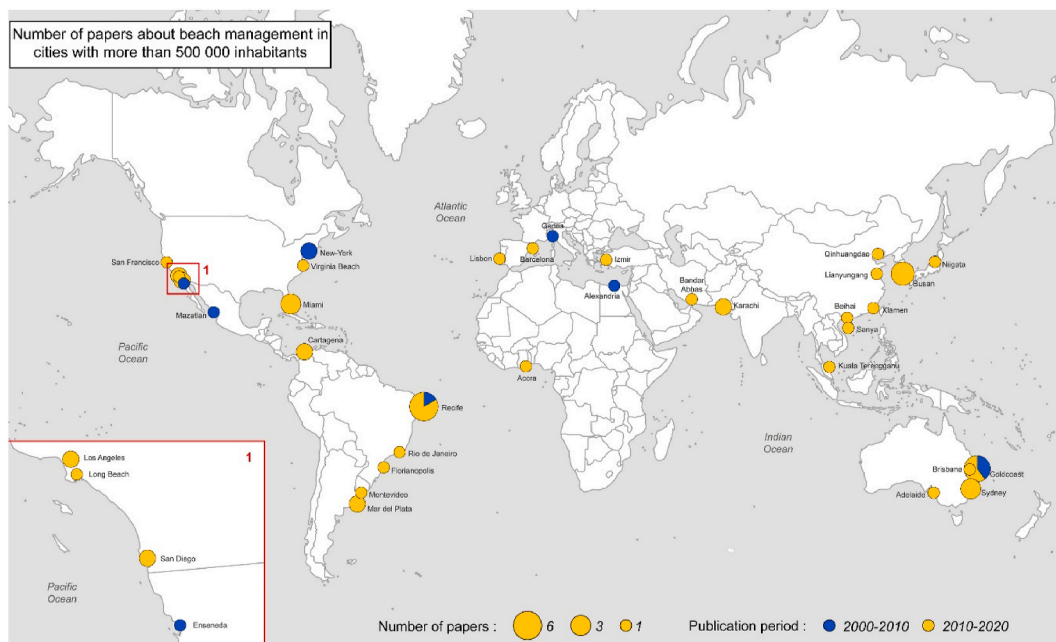 Number of papers about beach management in
cities with more than 500 000 inhabitants
Atlantic
Ocean
Genoa
New-York
San Francisco
Virginia Beach
1
Lisbon
Barcelona
Izmir
Qinhuangdao
Niigata
Lianyungang
Busan
Bandar
Abbas
Alexandria
Karachi
Beihai
Xiamen
Sanya
Mazatlan
Miami
Pacific
Ocean
Cartagena
Accra
Kuala Terengganu
Recife
Indian
Ocean
Rio de Janeiro
Florianopolis
Montevideo
Mar del Plata
Brisbane
Goldcoast
Adelaide
Sydney
1
Los Angeles
Long Beach
San Diego
Pacific
Ocean
Enseneda
Number of papers : 6 3 1 Publication period : 2000-2010 2010-2020